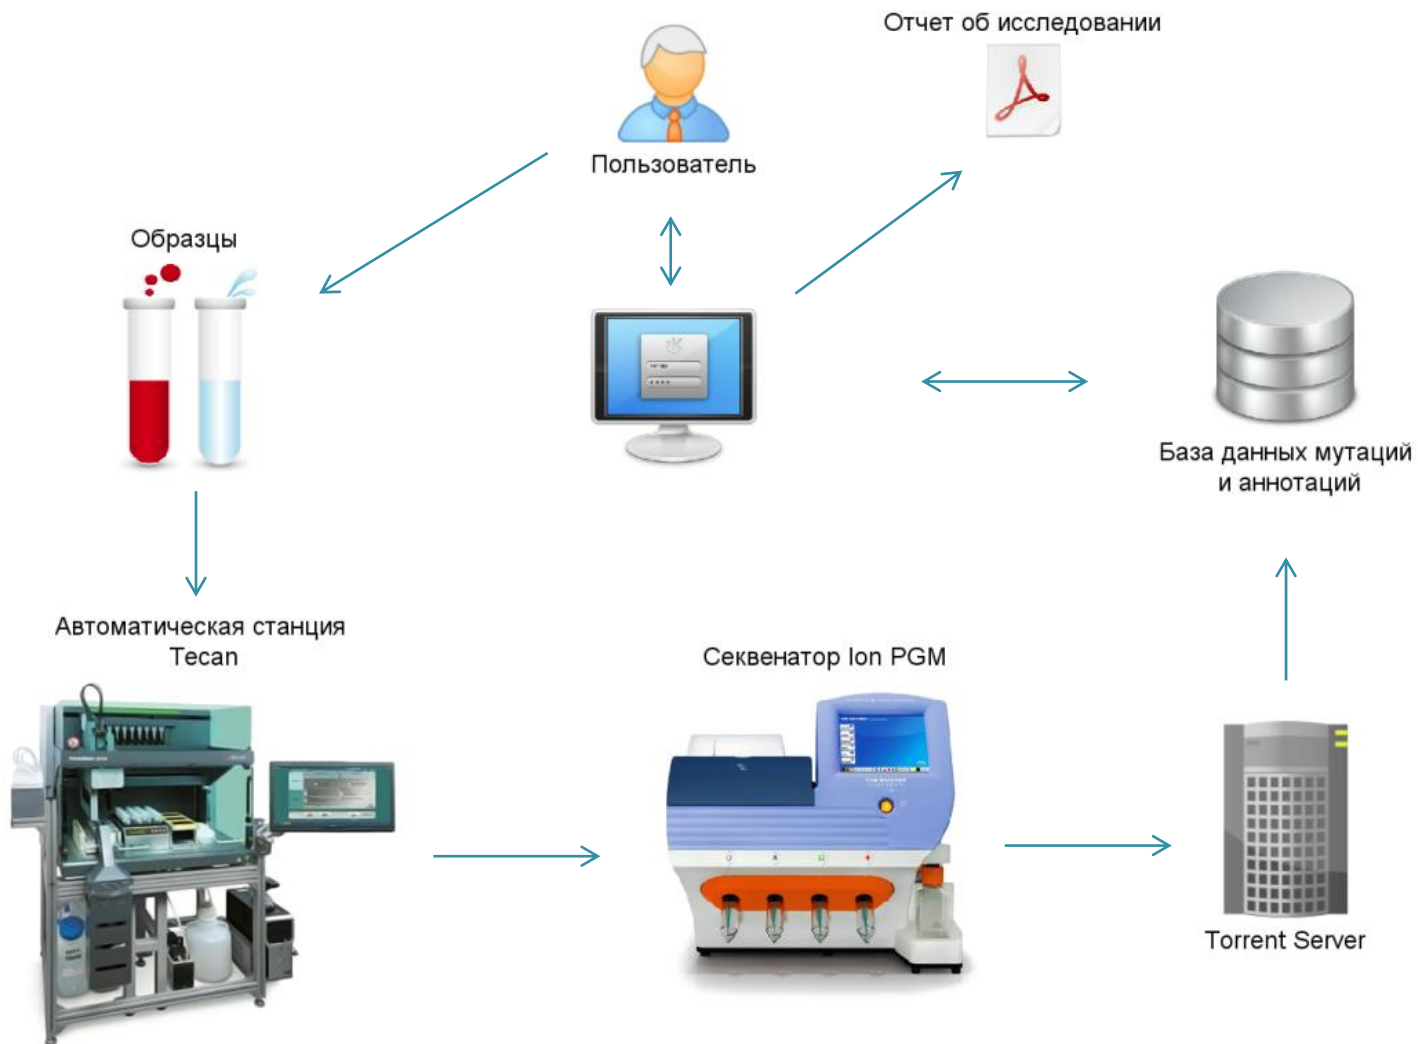 Отчет об исследовании
Пользователь
Образцы
База данных мутаций
и аннотаций
Автоматическая станция
Tecan
Секвенатор Ion PGM
Torrent Server